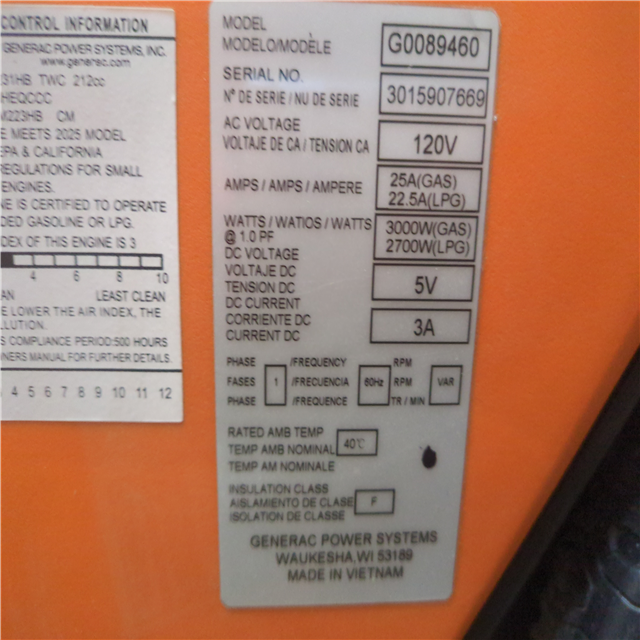 CONTROL INFORMATION
GENERAC POWER SYSTEMS, INC.
www.generac.com
31HB TWC 212cc
HEQCCC
M223HB CM
E MEETS 2025 MODEL
EPA & CALIFORNIA
REGULATIONS FOR SMALL
ENGINES.
NE IS CERTIFIED TO OPERATE
DED GASOLINE OR LPG.
DEX OF THIS ENGINE IS 3
4 6 8 10
AN LEAST CLEAN
E LOWER THE AIR INDEX, THE
LLUTION.
S COMPLIANCE PERIOD:500 HOURS
NERS MANUAL FOR FURTHER DETAILS.
4 5 6 7 8 9 10 11 12
MODEL
MODELO/MODÈLE G0089460
SERIAL NO.
N° DE SERIE / NU DE SERIE 3015907669
AC VOLTAGE
VOLTAJE DE CA / TENSION CA 120V
AMPS / AMPS / AMPERE 25A(GAS)
22.5A(LPG)
WATTS / WATIOS / WATTS 3000W(GAS)
@ 1.0 PF 2700W(LPG)
DC VOLTAGE
VOLTAJE DC 5V
TENSION DC
DC CURRENT
CORRIENTE DC 3A
CURRENT DC
PHASE /FREQUENCY RPM
FASES 1 /FRECUENCIA 60Hz RPM VAR
PHASE /FREQUENCE TR / MIN
RATED AMB TEMP
TEMP AMB NOMINAL 40℃
TEMP AM NOMINALE
INSULATION CLASS
AISLAMIENTO DE CLASE F
ISOLATION DE CLASSE
GENERAC POWER SYSTEMS
WAUKESHA,WI 53189
MADE IN VIETNAM